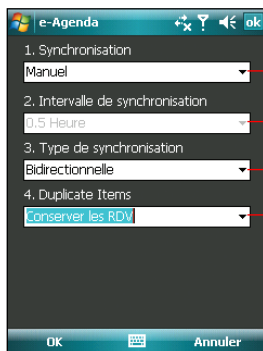 e-Agenda
ok
1. Synchronisation
Manuel
2. Intervalle de synchronisation
0.5 Heure
3. Type de synchronisation
Bidirectionnelle
4. Duplicate Items
Conserver les RDV
OK
Annuler